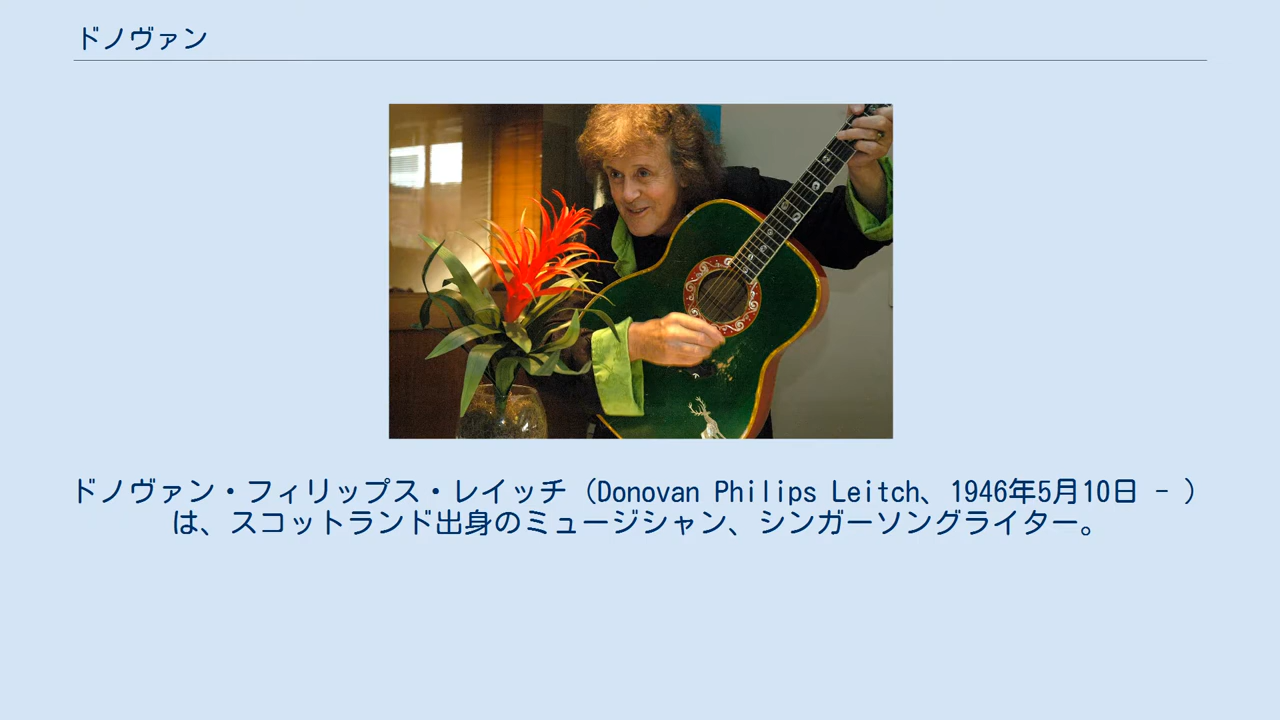 ドノヴァン
ドノヴァン・フィリップス・レイッチ（Donovan Philips Leitch、1946年5月10日 - ）
は、スコットランド出身のミュージシャン、シンガーソングライター。